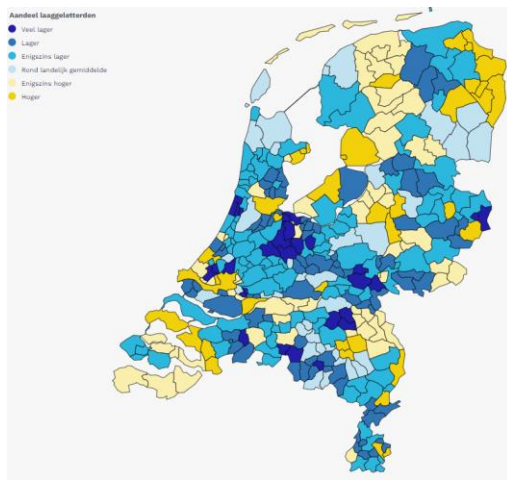 Aandeel laaggeletterden
Veel lager
Lager
Enigszins lager
Rond landelijk gemiddelde
Enigszins hoger
Hoger